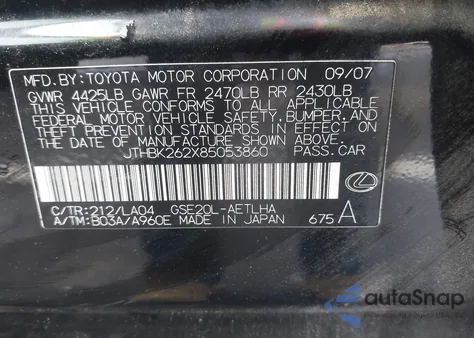 MFD.BY:TOYOTA MOTOR CORPORATION 09/07
GVWR 4425LB GAWR FR 2470LB RR 2430LB
THIS VEHICLE CONFORMS TO ALL APPLICABLE
FEDERAL MOTOR VEHICLE SAFETY, BUMPER, AND
THEFT PREVENTION STANDARDS IN EFFECT ON
THE DATE OF MANUFACTURE SHOWN ABOVE.
JTHBK262X85053860 PASS.CAR
C/TR:212/LA04 GSE20L-AETLHA
A/TM:B03A/A960E MADE IN JAPAN 675 A
autoSnap